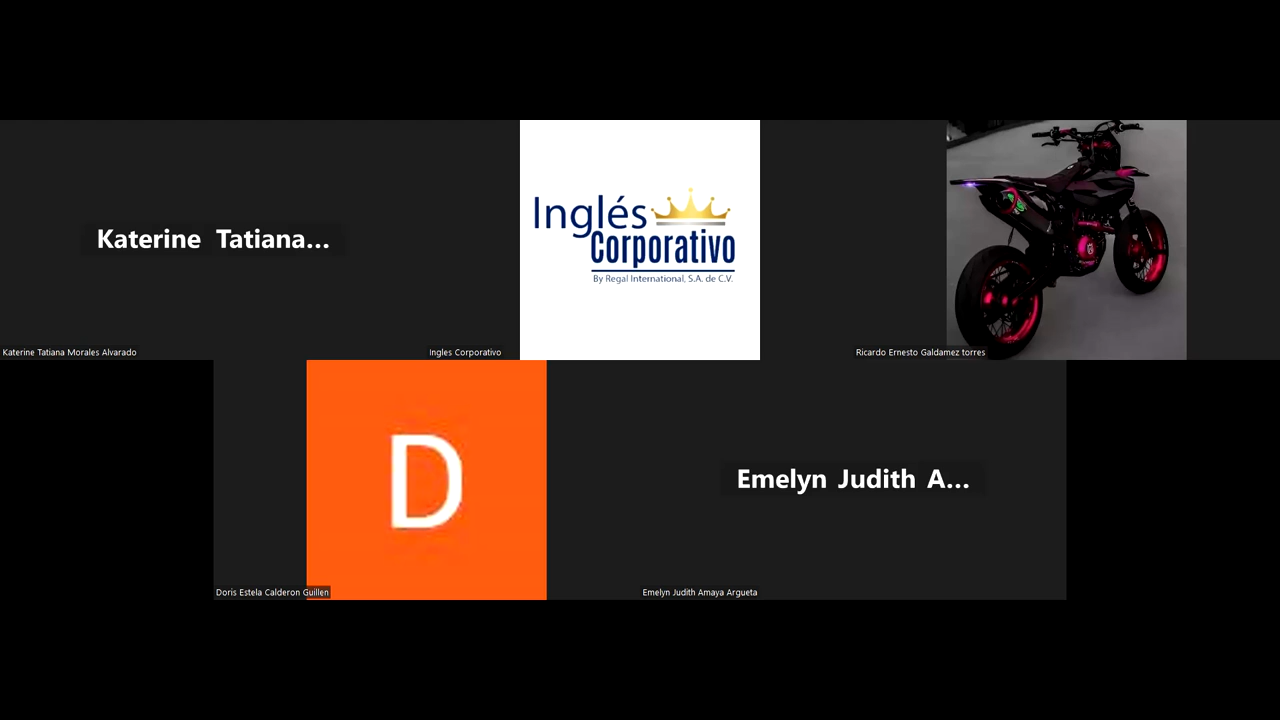 Katerine Tatiana...
Katerine Tatiana Morales Alvarado
Inglés
Corporativo
By Regal International, S.A. de C.V.
Ingles Corporativo
Ricardo Ernesto Galdamez torres
D
Doris Estela Calderon Guillen
Emelyn Judith A...
Emelyn Judith Amaya Argueta